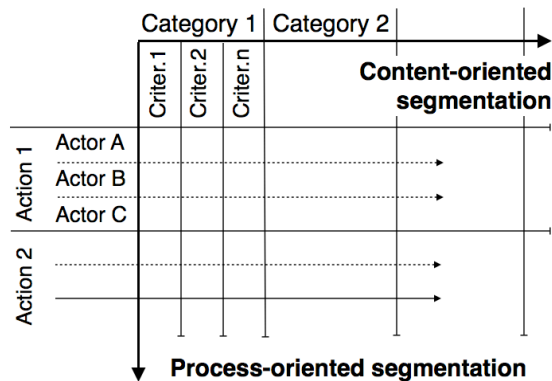 Category 1 Category 2
Criter.1
Criter.2
Criter.n
Content-oriented
segmentation
Action 1
Actor A
Actor B
Actor C
Action 2
Process-oriented segmentation